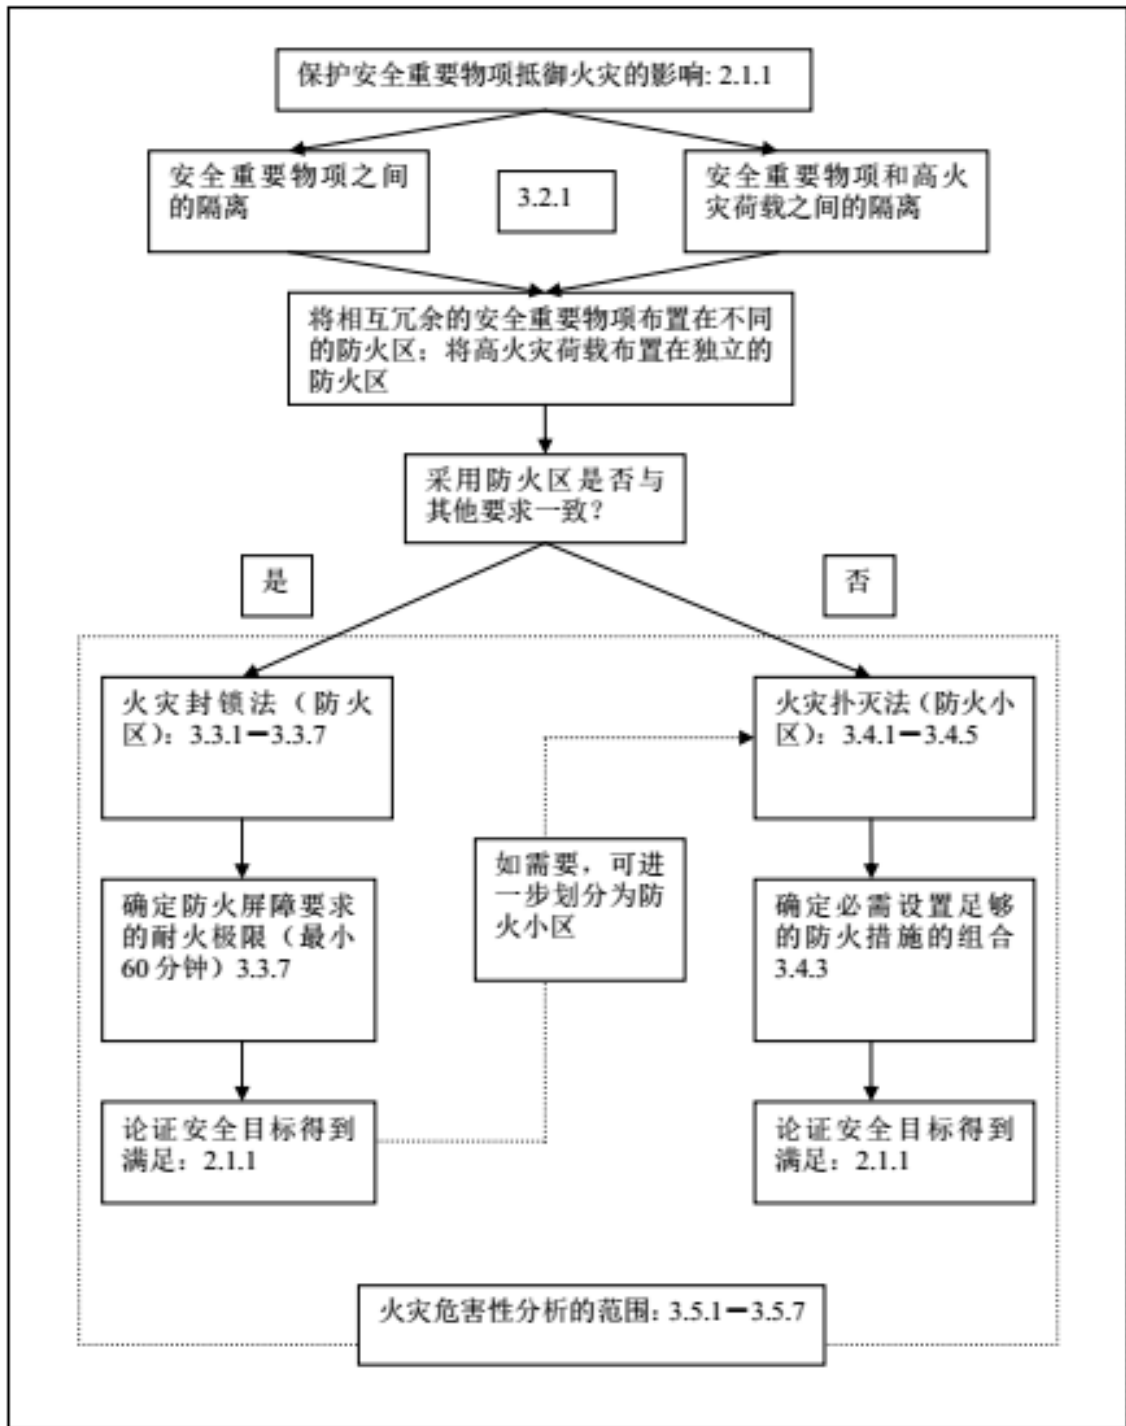 保护安全重要物项抵御火灾的影响: 2.1.1
安全重要物项之间
的隔离
3.2.1
安全重要物项和高火
灾荷载之间的隔离
将相互冗余的安全重要物项布置在不同
的防火区；将高火灾荷载布置在独立的
防火区
采用防火区是否与
其他要求一致？
是
否
火灾封锁法（防火
区）：3.3.1－3.3.7
火灾扑灭法（防火小
区）：3.4.1－3.4.5
如需要，可进
一步划分为防
火小区
确定防火屏障要求
的耐火极限（最小
60 分钟）3.3.7
确定必需设置足够
的防火措施的组合
3.4.3
论证安全目标得到
满足：2.1.1
论证安全目标得到
满足：2.1.1
火灾危害性分析的范围: 3.5.1－3.5.7